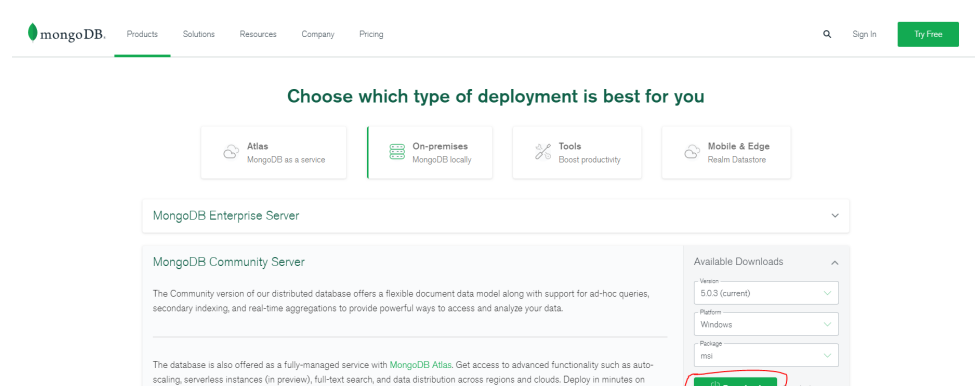 mongoDB.
Products Solutions Resources Company Pricing
Sign In Try Free
Choose which type of deployment is best for you
Atlas
MongoDB as a service
On-premises
MongoDB locally
Tools
Boost productivity
Mobile & Edge
Realm Datastore
MongoDB Enterprise Server
MongoDB Community Server
The Community version of our distributed database offers a flexible document data model along with support for ad-hoc queries,
secondary indexing, and real-time aggregations to provide powerful ways to access and analyze your data.
The database is also offered as a fully-managed service with MongoDB Atlas. Get access to advanced functionality such as auto-
scaling, serverless instances (in preview), full-text search, and data distribution across regions and clouds. Deploy in minutes on
Available Downloads
Version
5.0.3 (current)
Platform
Windows
Package
msi